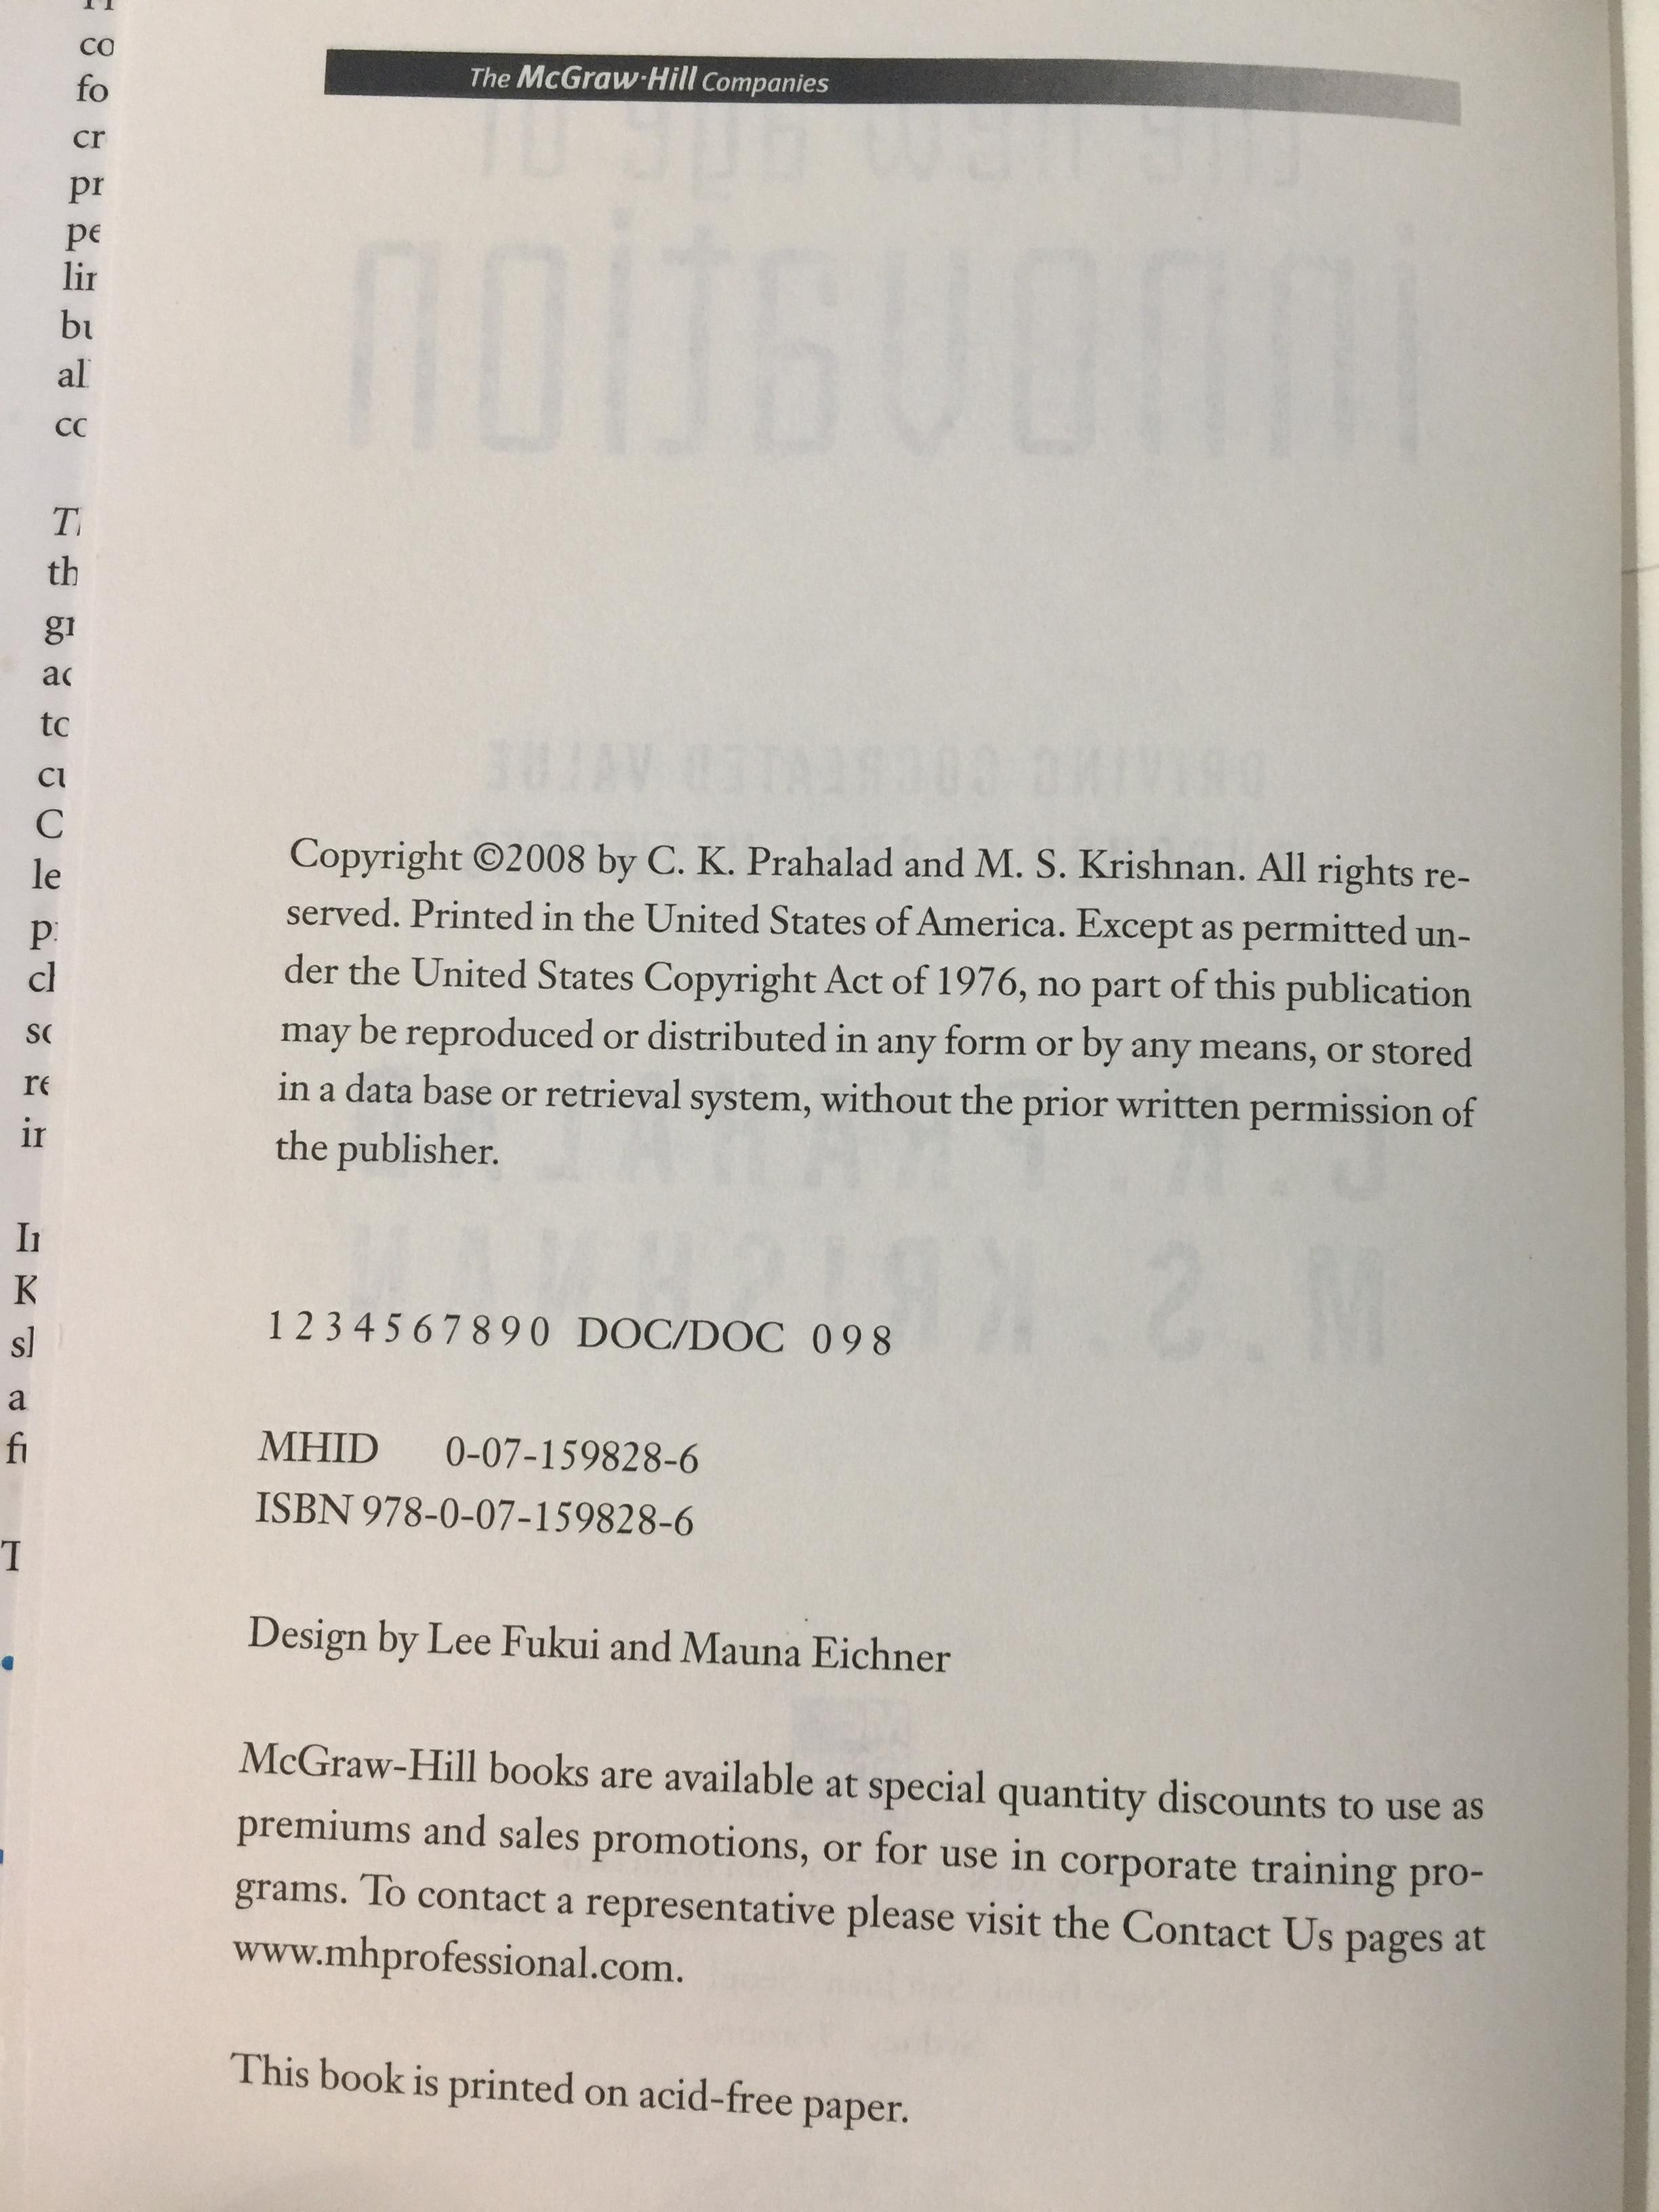 The McGraw·Hill Companies
Copyright ©2008 by C. K. Prahalad and M. S. Krishnan. All rights re-
served. Printed in the United States of America. Except as permitted un-
der the United States Copyright Act of 1976, no part of this publication
may be reproduced or distributed in any form or by any means, or stored
in a data base or retrieval system, without the prior written permission of
the publisher.
1 2 3 4 5 6 7 8 9 0 DOC/DOC 0 9 8
MHID 0-07-159828-6
ISBN 978-0-07-159828-6
Design by Lee Fukui and Mauna Eichner
McGraw-Hill books are available at special quantity discounts to use as
premiums and sales promotions, or for use in corporate training pro-
grams. To contact a representative please visit the Contact Us pages at
www.mhprofessional.com.
This book is printed on acid-free paper.